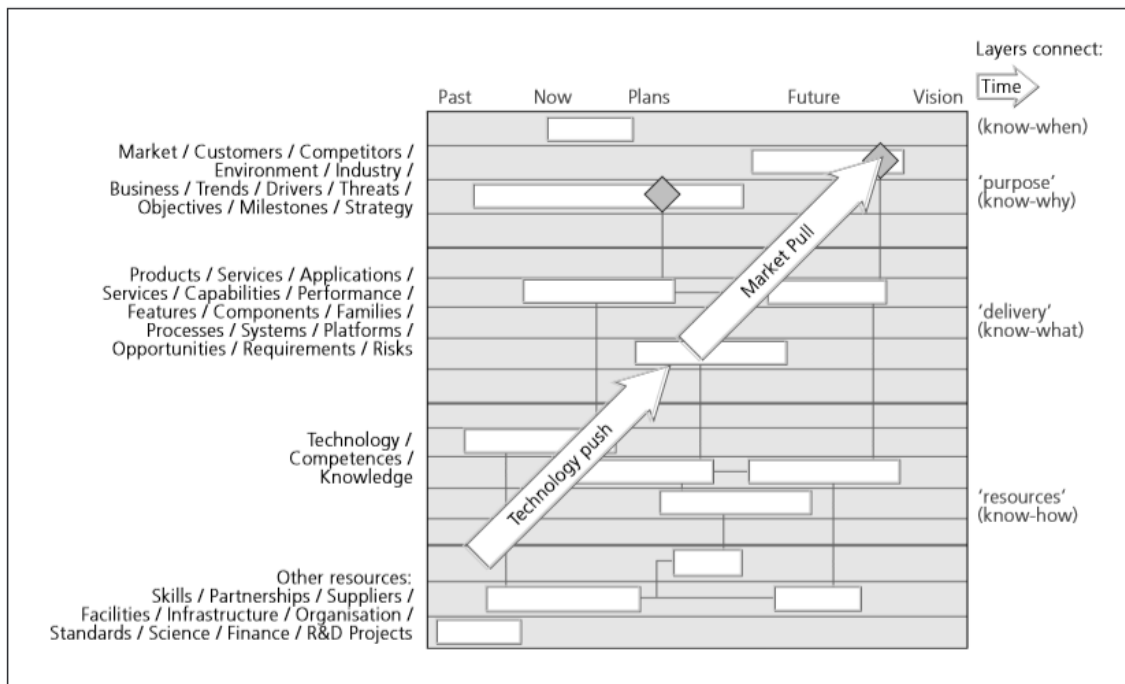 Layers connect:
Time
Past Now Plans Future Vision
(know-when)
Market / Customers / Competitors /
Environment / Industry /
Business / Trends / Drivers / Threats /
Objectives / Milestones / Strategy
'purpose'
(know-why)
Market Pull
Products / Services / Applications /
Services / Capabilities / Performance /
Features / Components / Families /
Processes / Systems / Platforms /
Opportunities / Requirements / Risks
'delivery'
(know-what)
Technology push
Technology /
Competences /
Knowledge
'resources'
(know-how)
Other resources:
Skills / Partnerships / Suppliers /
Facilities / Infrastructure / Organisation /
Standards / Science / Finance / R&D Projects